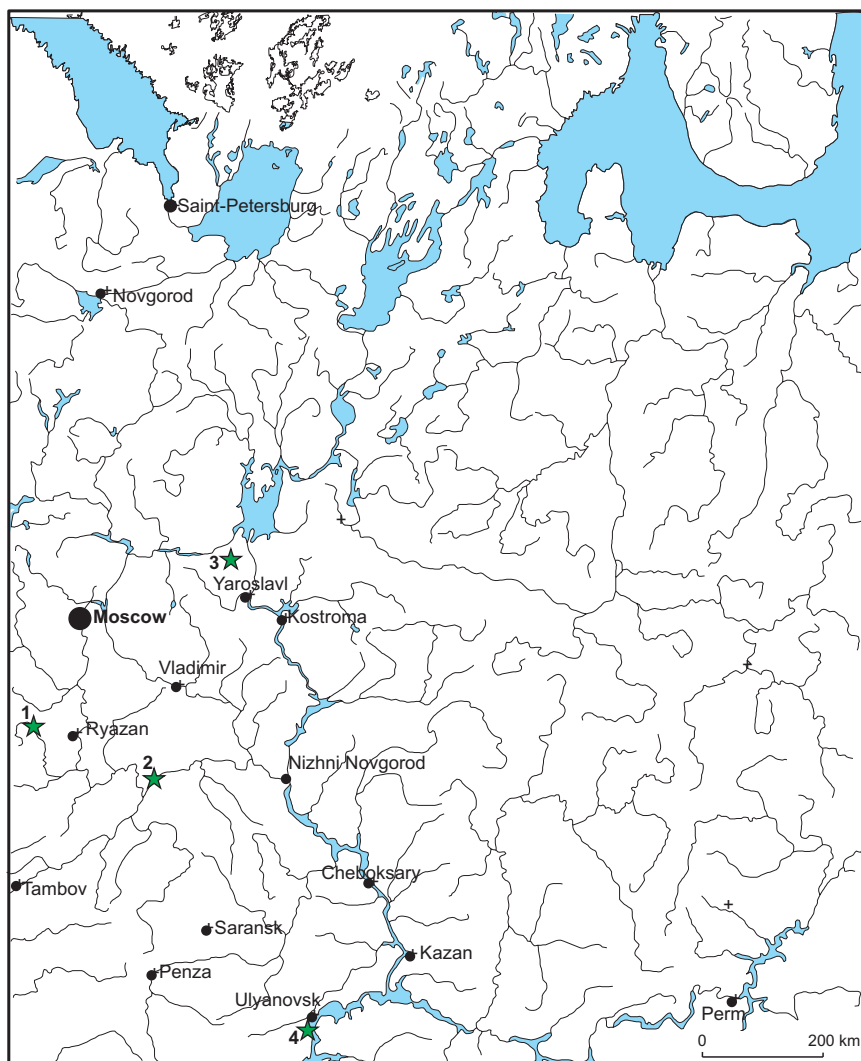 Saint-Petersburg
Novgorod
3
Yaroslavl
Moscow
Kostroma
Vladimir
1
Ryazan
2
Nizhni Novgorod
Cheboksary
Tambov
Saransk
Kazan
Penza
Ulyanovsk
Perm
4
0 200 km